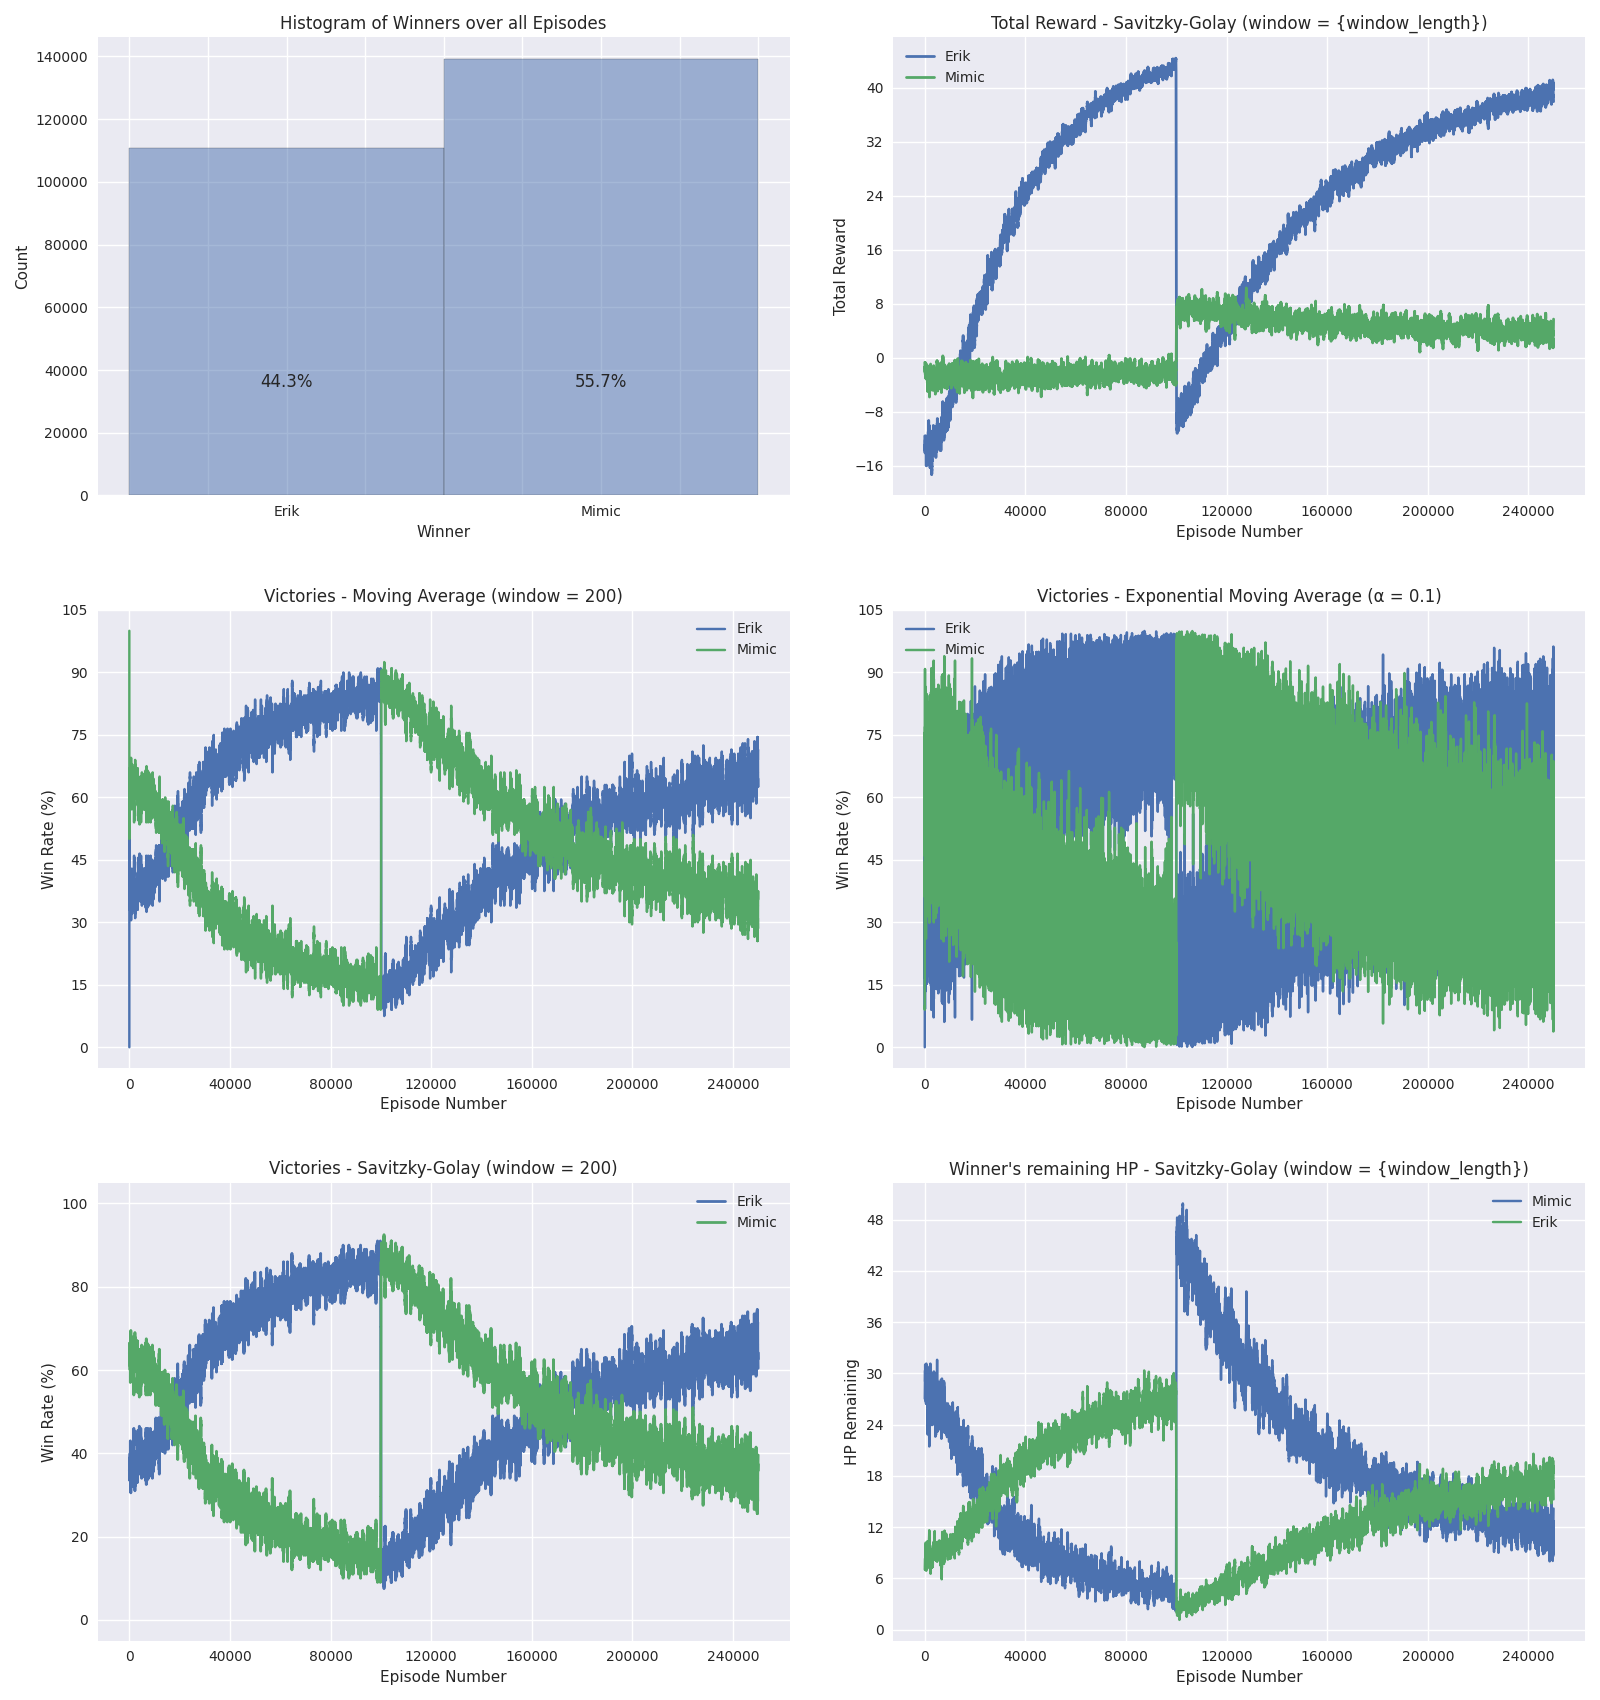 Histogram of Winners over all Episodes
140000
120000
100000
80000
60000
40000
20000
0
Count
44.3%
55.7%
Erik
Mimic
Winner
Total Reward - Savitzky-Golay (window = {window_length})
Erik
Mimic
40
32
24
16
8
0
−8
−16
Total Reward
0 40000 80000 120000 160000 200000 240000
Episode Number
Victories - Moving Average (window = 200)
Erik
Mimic
105
90
75
60
45
30
15
0
Win Rate (%)
0 40000 80000 120000 160000 200000 240000
Episode Number
Victories - Exponential Moving Average (α = 0.1)
Erik
Mimic
105
90
75
60
45
30
15
0
Win Rate (%)
0 40000 80000 120000 160000 200000 240000
Episode Number
Victories - Savitzky-Golay (window = 200)
Erik
Mimic
100
80
60
40
20
0
Win Rate (%)
0 40000 80000 120000 160000 200000 240000
Episode Number
Winner's remaining HP - Savitzky-Golay (window = {window_length})
Mimic
Erik
48
42
36
30
24
18
12
6
0
HP Remaining
0 40000 80000 120000 160000 200000 240000
Episode Number